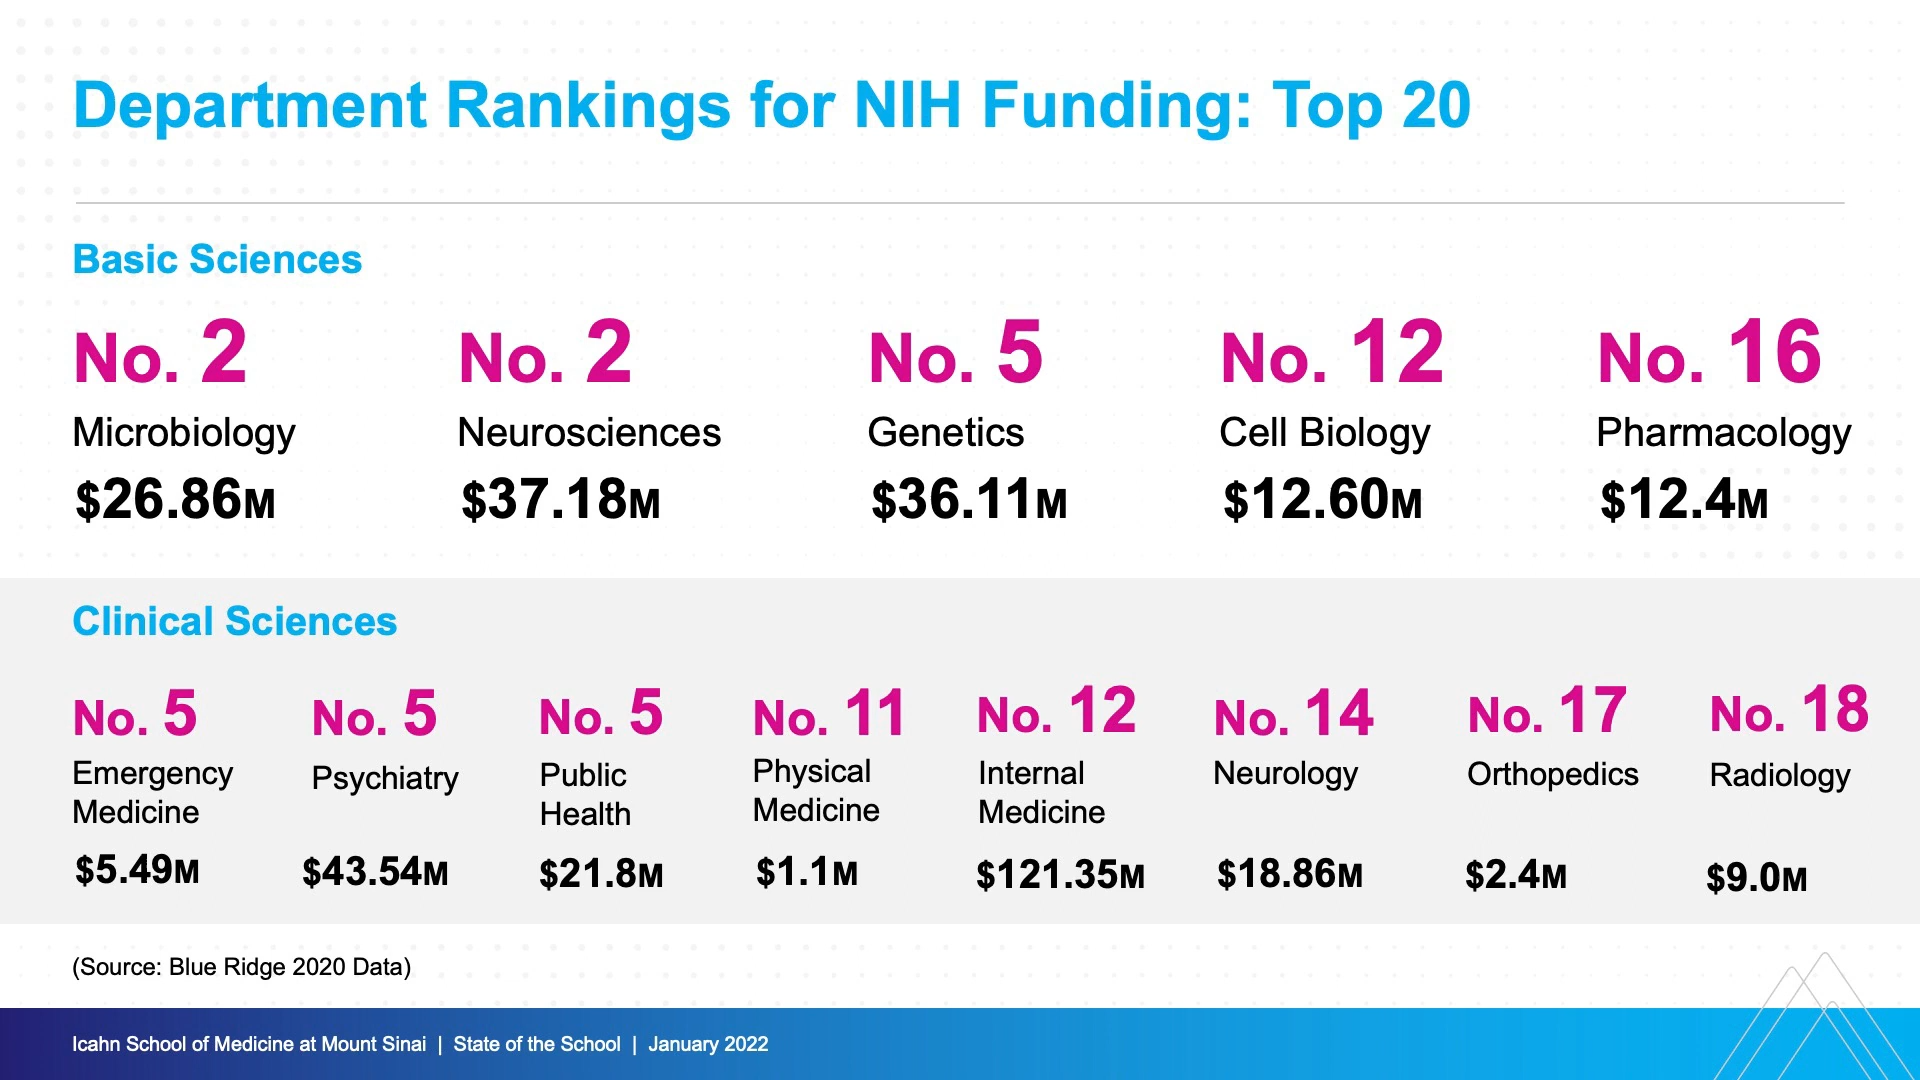 Department Rankings for NIH Funding: Top 20
Basic Sciences
No. 2
Microbiology
$26.86M
No. 2
Neurosciences
$37.18M
No. 5
Genetics
$36.11M
No. 12
Cell Biology
$12.60M
No. 16
Pharmacology
$12.4M
Clinical Sciences
No. 5
Emergency
Medicine
$5.49M
No. 5
Psychiatry
$43.54M
No. 5
Public
Health
$21.8M
No. 11
Physical
Medicine
$1.1M
No. 12
Internal
Medicine
$121.35M
No. 14
Neurology
$18.86M
No. 17
Orthopedics
$2.4M
No. 18
Radiology
$9.0M
(Source: Blue Ridge 2020 Data)
Icahn School of Medicine at Mount Sinai | State of the School | January 2022